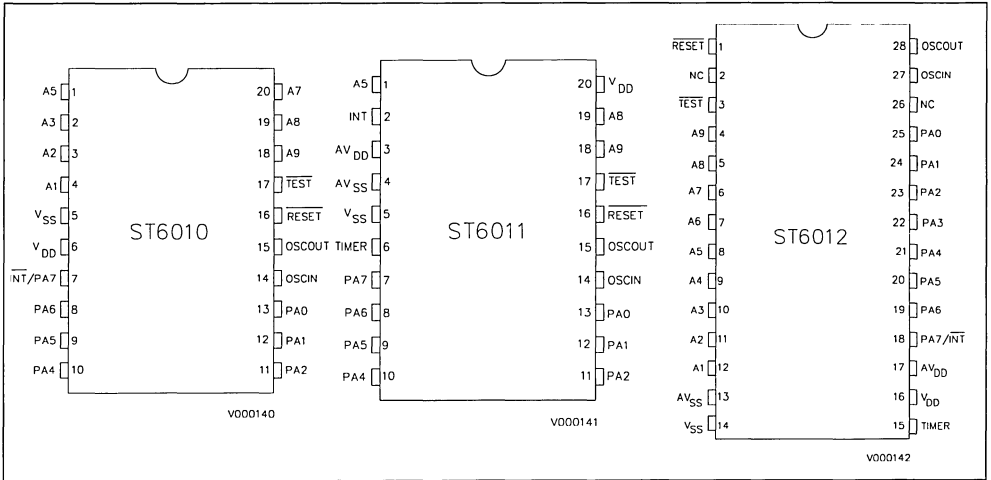 A5 1 20 A7
A3 2 19 A8
A2 3 18 A9
A1 4 17 TEST
VSS 5 16 RESET
ST6010
VDD 6 15 OSCOUT
INT/PA7 7 14 OSCIN
PA6 8 13 PA0
PA5 9 12 PA1
PA4 10 11 PA2
V000140
A5 1 20 VDD
INT 2 19 A8
AVDD 3 18 A9
AVSS 4 17 TEST
VSS 5 16 RESET
ST6011
TIMER 6 15 OSCOUT
PA7 7 14 OSCIN
PA6 8 13 PA0
PA5 9 12 PA1
PA4 10 11 PA2
V000141
RESET 1 28 OSCOUT
NC 2 27 OSCIN
TEST 3 26 NC
A9 4 25 PA0
A8 5 24 PA1
A7 6 23 PA2
A6 7 22 PA3
ST6012
A5 8 21 PA4
A4 9 20 PA5
A3 10 19 PA6
A2 11 18 PA7/INT
A1 12 17 AVDD
AVSS 13 16 VDD
VSS 14 15 TIMER
V000142